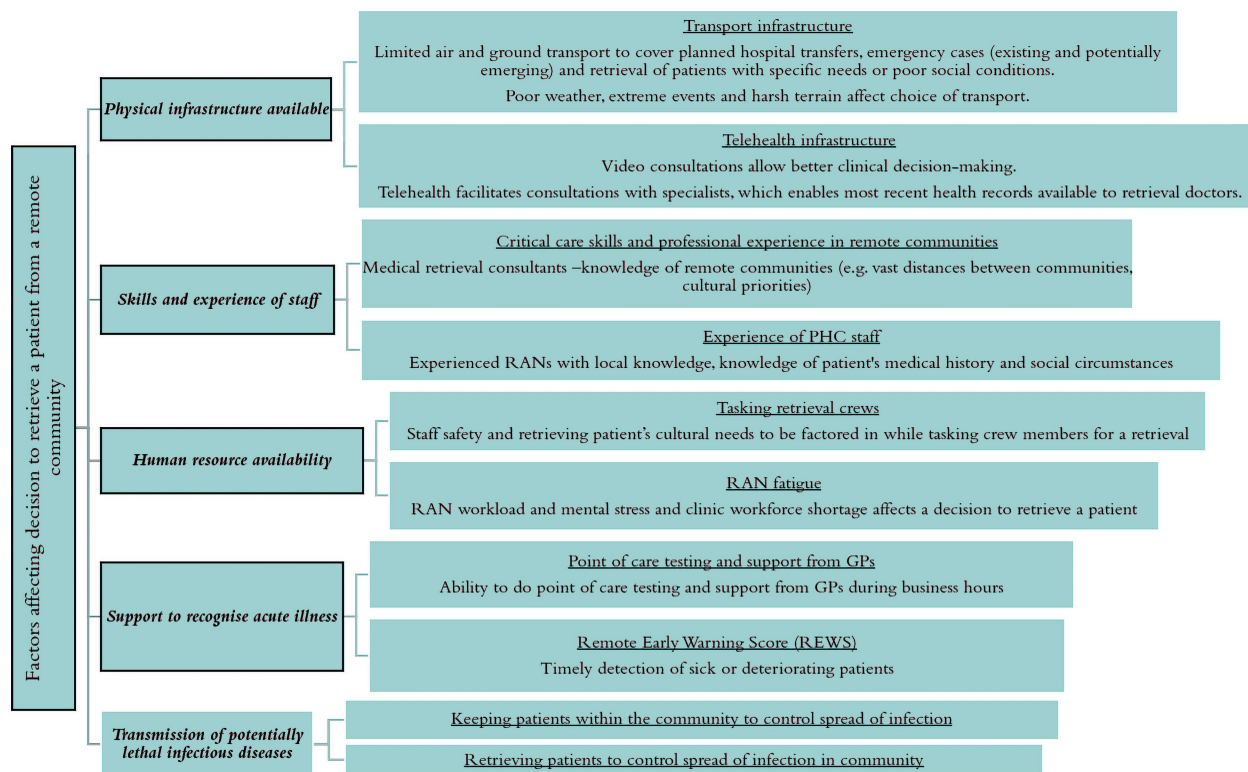 Factors affecting decision to retrieve a patient from a remote
community
Physical infrastructure available
Transport infrastructure
Limited air and ground transport to cover planned hospital transfers, emergency cases (existing and potentially
emerging) and retrieval of patients with specific needs or poor social conditions.
Poor weather, extreme events and harsh terrain affect choice of transport.
Telehealth infrastructure
Video consultations allow better clinical decision-making.
Telehealth facilitates consultations with specialists, which enables most recent health records available to retrieval doctors.
Skills and experience of staff
Critical care skills and professional experience in remote communities
Medical retrieval consultants –knowledge of remote communities (e.g. vast distances between communities,
cultural priorities)
Experience of PHC staff
Experienced RANs with local knowledge, knowledge of patient's medical history and social circumstances
Human resource availability
Tasking retrieval crews
Staff safety and retrieving patient’s cultural needs to be factored in while tasking crew members for a retrieval
RAN fatigue
RAN workload and mental stress and clinic workforce shortage affects a decision to retrieve a patient
Support to recognise acute illness
Point of care testing and support from GPs
Ability to do point of care testing and support from GPs during business hours
Remote Early Warning Score (REWS)
Timely detection of sick or deteriorating patients
Transmission of potentially
lethal infectious diseases
Keeping patients within the community to control spread of infection
Retrieving patients to control spread of infection in community